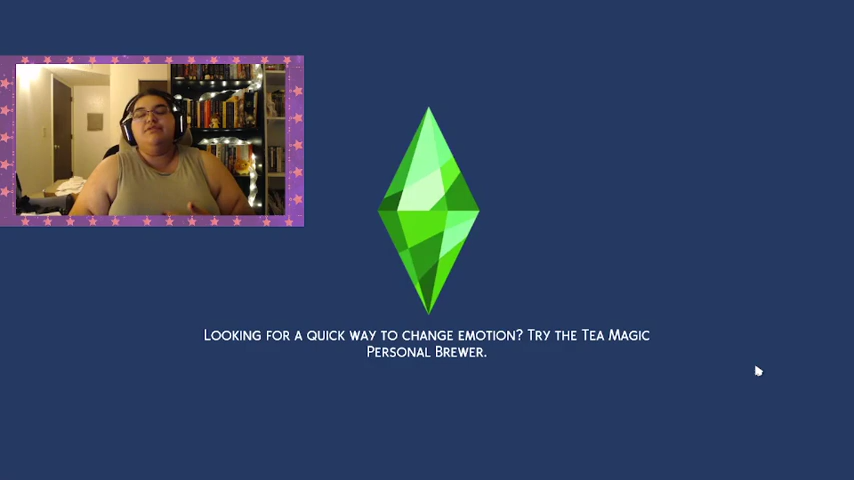 Looking for a quick way to change emotion? Try the Tea Magic
Personal Brewer.